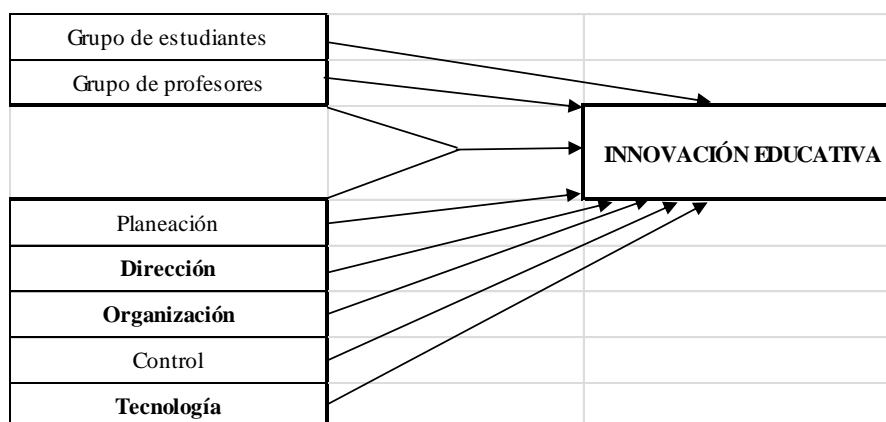 Grupo de estudiantes
Grupo de profesores
INNOVACIÓN EDUCATIVA
Planeación
Dirección
Organización
Control
Tecnología